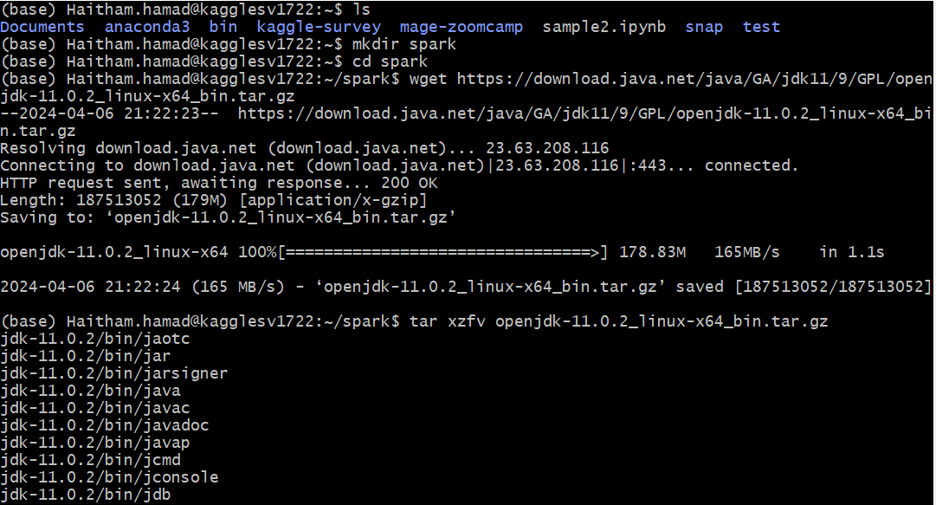 (base) Haitham.hamad@kagglesv1722:~$ ls
Documents  anaconda3  bin  kaggle-survey  mage-zoomcamp  sample2.ipynb  snap  test
(base) Haitham.hamad@kagglesv1722:~$ mkdir spark
(base) Haitham.hamad@kagglesv1722:~$ cd spark
(base) Haitham.hamad@kagglesv1722:~/spark$ wget https://download.java.net/java/GA/jdk11/9/GPL/open
jdk-11.0.2_linux-x64_bin.tar.gz
--2024-04-06 21:22:23--  https://download.java.net/java/GA/jdk11/9/GPL/openjdk-11.0.2_linux-x64_bi
n.tar.gz
Resolving download.java.net (download.java.net)... 23.63.208.116
Connecting to download.java.net (download.java.net)|23.63.208.116|:443... connected.
HTTP request sent, awaiting response... 200 OK
Length: 187513052 (179M) [application/x-gzip]
Saving to: ‘openjdk-11.0.2_linux-x64_bin.tar.gz’
openjdk-11.0.2_linux-x64 100%[================================>] 178.83M   165MB/s    in 1.1s
2024-04-06 21:22:24 (165 MB/s) - ‘openjdk-11.0.2_linux-x64_bin.tar.gz’ saved [187513052/187513052]
(base) Haitham.hamad@kagglesv1722:~/spark$ tar xzfv openjdk-11.0.2_linux-x64_bin.tar.gz
jdk-11.0.2/bin/jaotc
jdk-11.0.2/bin/jar
jdk-11.0.2/bin/jarsigner
jdk-11.0.2/bin/java
jdk-11.0.2/bin/javac
jdk-11.0.2/bin/javadoc
jdk-11.0.2/bin/javap
jdk-11.0.2/bin/jcmd
jdk-11.0.2/bin/jconsole
jdk-11.0.2/bin/jdb